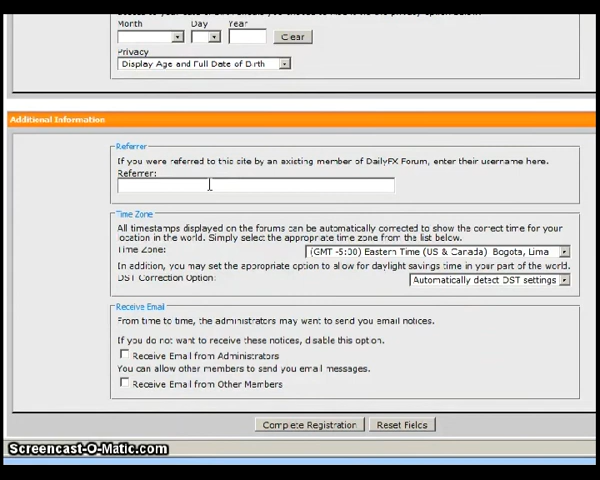 Month Day Year
Clear
Privacy
Display Age and Full Date of Birth
Additional Information
Referrer
If you were referred to this site by an existing member of DailyFX Forum, enter their username here.
Referrer:
Time Zone
All timestamps displayed on the forums can be automatically corrected to show the correct time for your
location in the world. Simply select the appropriate time zone from the list below.
Time Zone: (GMT -5:00) Eastern Time (US & Canada) Bogota, Lima
In addition, you may set the appropriate option to allow for daylight savings time in your part of the world.
DST Correction Option: Automatically detect DST settings
Receive Email
From time to time, the administrators may want to send you email notices.
If you do not want to receive these notices, disable this option.
Receive Email from Administrators
You can allow other members to send you email messages.
Receive Email from Other Members
Complete Registration Reset Fields
Screencast-O-Matic.com